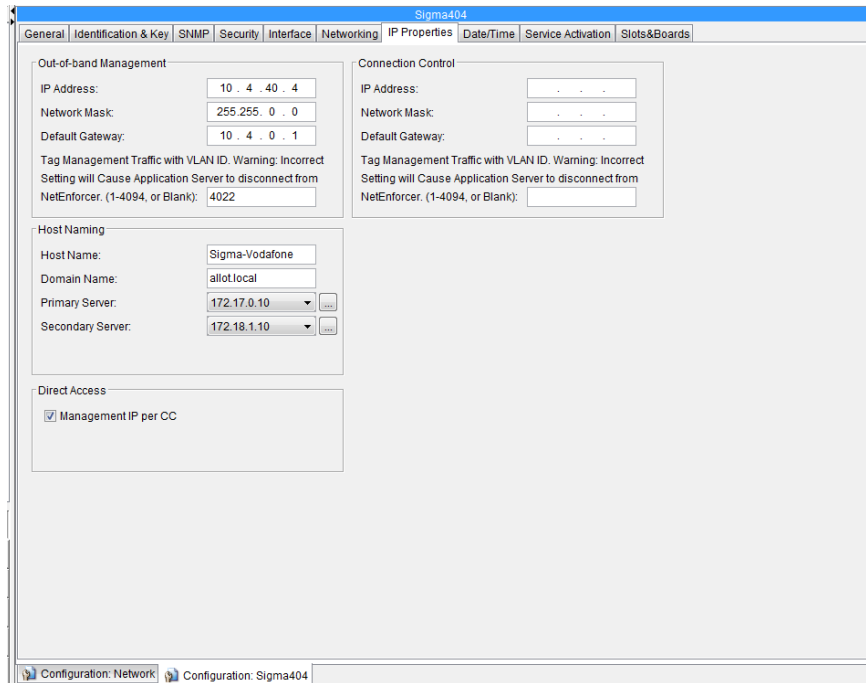 Sigma404
General Identification & Key SNMP Security Interface Networking IP Properties Date/Time Service Activation Slots&Boards
Out-of-band Management
IP Address: 10 . 4 .40 . 4
Network Mask: 255.255. 0 . 0
Default Gateway: 10 . 4 . 0 . 1
Tag Management Traffic with VLAN ID. Warning: Incorrect
Setting will Cause Application Server to disconnect from
NetEnforcer. (1-4094, or Blank): 4022
Connection Control
IP Address: . . .
Network Mask: . . .
Default Gateway: . . .
Tag Management Traffic with VLAN ID. Warning: Incorrect
Setting will Cause Application Server to disconnect from
NetEnforcer. (1-4094, or Blank):
Host Naming
Host Name: Sigma-Vodafone
Domain Name: allot.local
Primary Server: 172.17.0.10 ...
Secondary Server: 172.18.1.10 ...
Direct Access
Management IP per CC
Configuration: Network Configuration: Sigma404